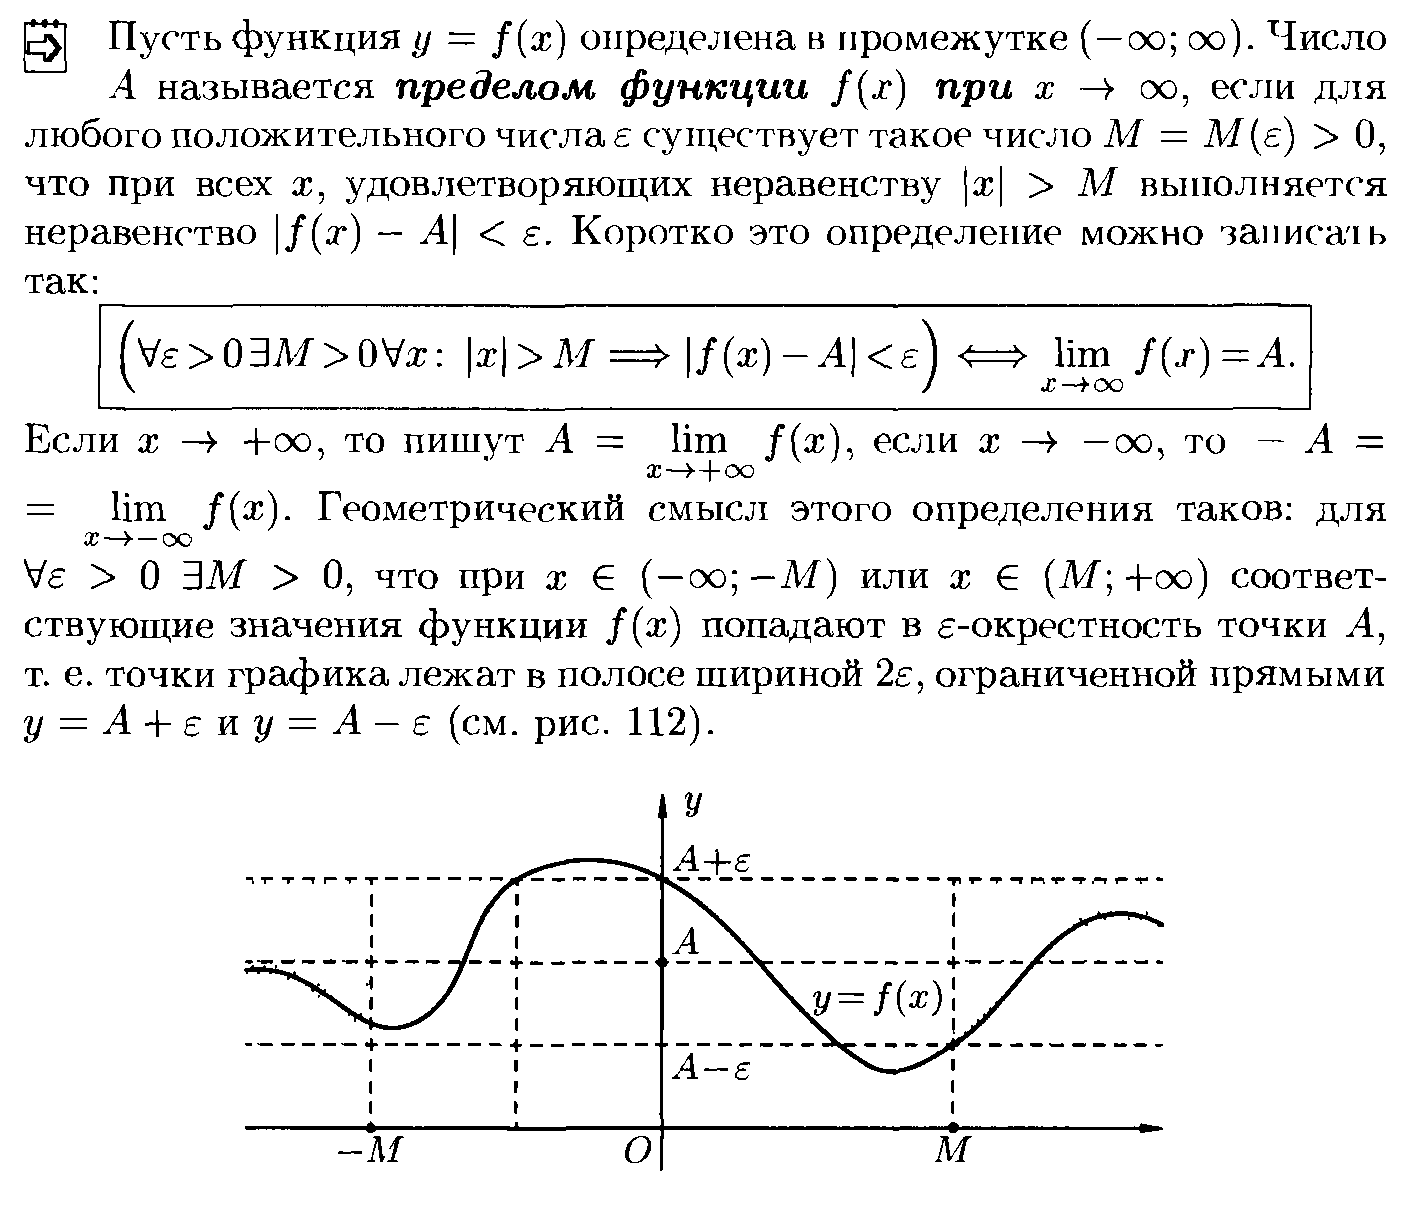 Пусть функция y = f(x) определена в промежутке (−∞; ∞). Число
A называется пределом функции f(x) при x → ∞, если для
любого положительного числа ε существует такое число M = M(ε) > 0,
что при всех x, удовлетворяющих неравенству |x| > M выполняется
неравенство |f(x) − A| < ε. Коротко это определение можно записать
так:
(∀ε > 0 ∃M > 0 ∀x: |x| > M ⟹ |f(x) − A| < ε) ⟺ lim f(x) = A.
x→∞
Если x → +∞, то пишут A = lim f(x), если x → −∞, то — A =
x→+∞
= lim f(x). Геометрический смысл этого определения таков: для
x→−∞
∀ε > 0 ∃M > 0, что при x ∈ (−∞; −M) или x ∈ (M; +∞) соответ-
ствующие значения функции f(x) попадают в ε-окрестность точки A,
т. е. точки графика лежат в полосе шириной 2ε, ограниченной прямыми
y = A + ε и y = A − ε (см. рис. 112).
y
A+ε
A
y = f(x)
A−ε
−M O M